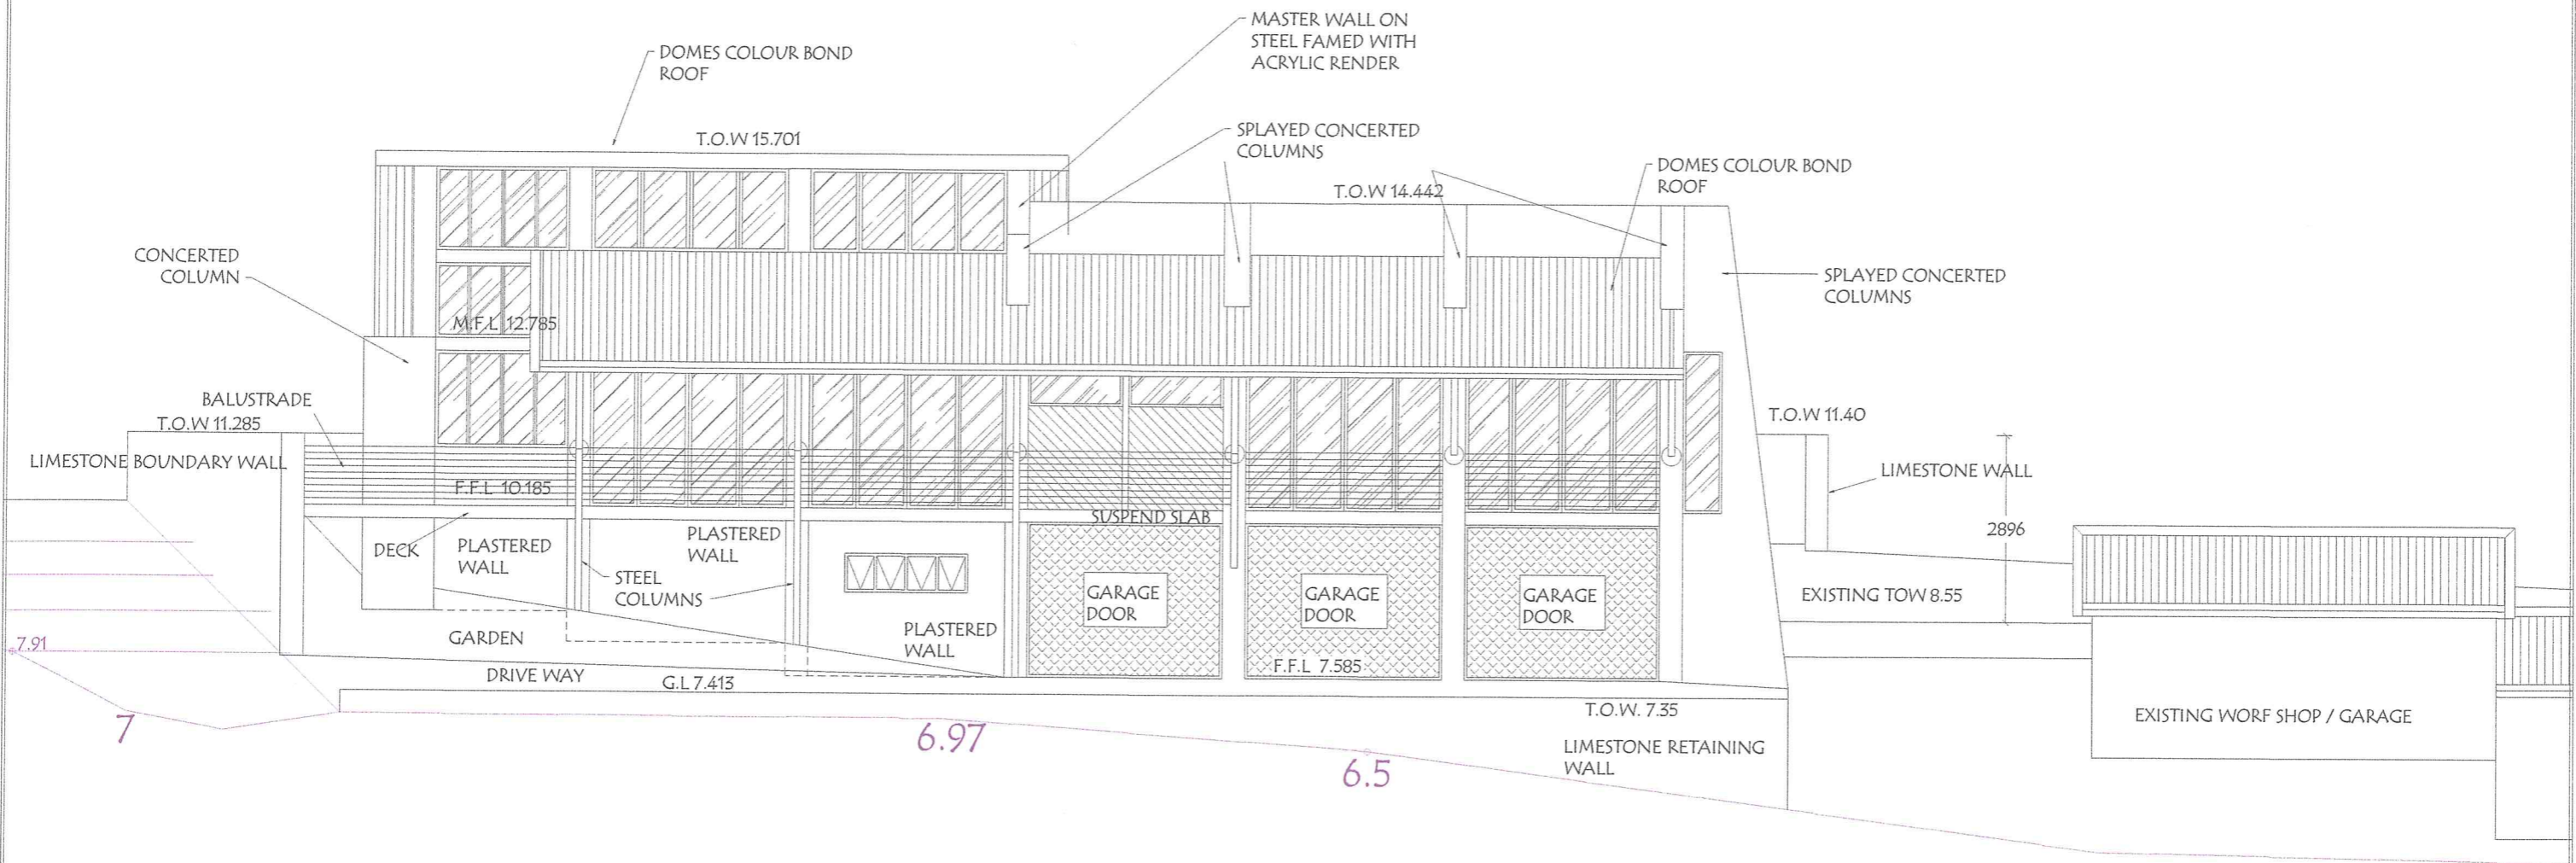 MASTER WALL ON
STEEL FAMED WITH
ACRYLIC RENDER
DOMES COLOUR BOND
ROOF
T.O.W 15.701
SPLAYED CONCERTED
COLUMNS
DOMES COLOUR BOND
ROOF
T.O.W 14.442
CONCERTED
COLUMN
SPLAYED CONCERTED
COLUMNS
M.F.L 12.785
BALUSTRADE
T.O.W 11.285
T.O.W 11.40
LIMESTONE BOUNDARY WALL
LIMESTONE WALL
F.F.L 10.185
SUSPEND SLAB
2896
DECK
PLASTERED
WALL
PLASTERED
WALL
STEEL
COLUMNS
GARAGE
DOOR
GARAGE
DOOR
GARAGE
DOOR
EXISTING TOW 8.55
GARDEN
PLASTERED
WALL
7.91
F.F.L 7.585
DRIVE WAY
G.L 7.413
T.O.W. 7.35
EXISTING WORF SHOP / GARAGE
7
6.97
6.5
LIMESTONE RETAINING
WALL